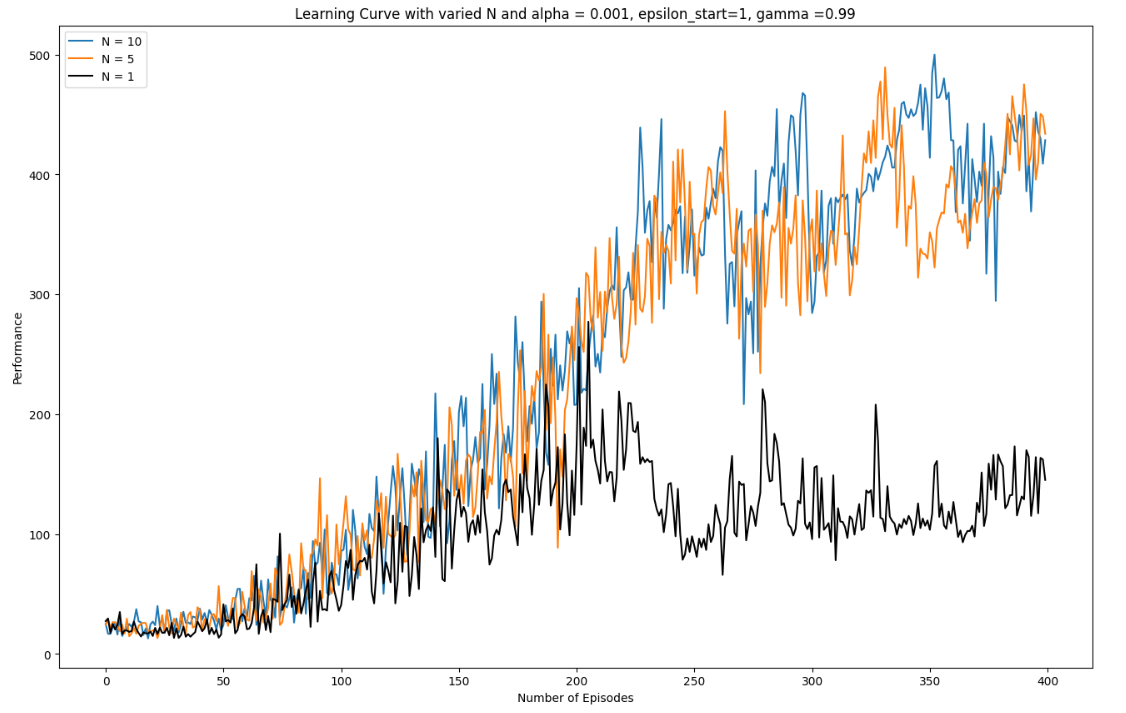 Learning Curve with varied N and alpha = 0.001, epsilon_start=1, gamma =0.99
N = 10
N = 5
N = 1
500
400
300
200
100
0
Performance
0 50 100 150 200 250 300 350 400
Number of Episodes